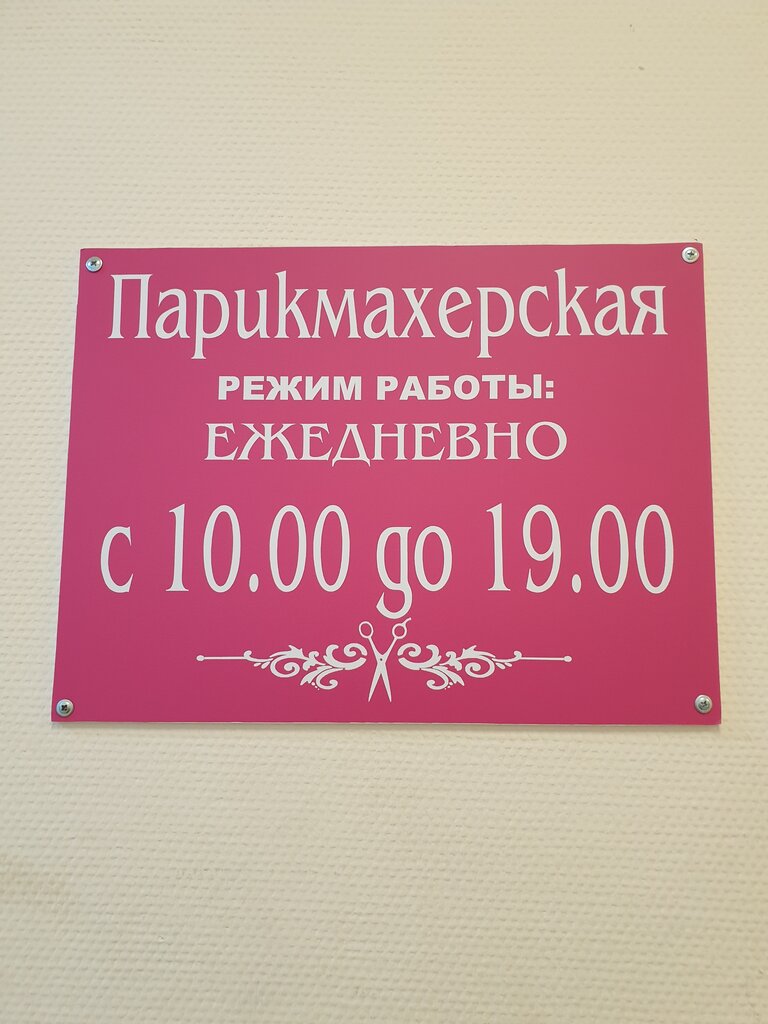 Парикмахерская
РЕЖИМ РАБОТЫ:
ЕЖЕДНЕВНО
с 10.00 до 19.00